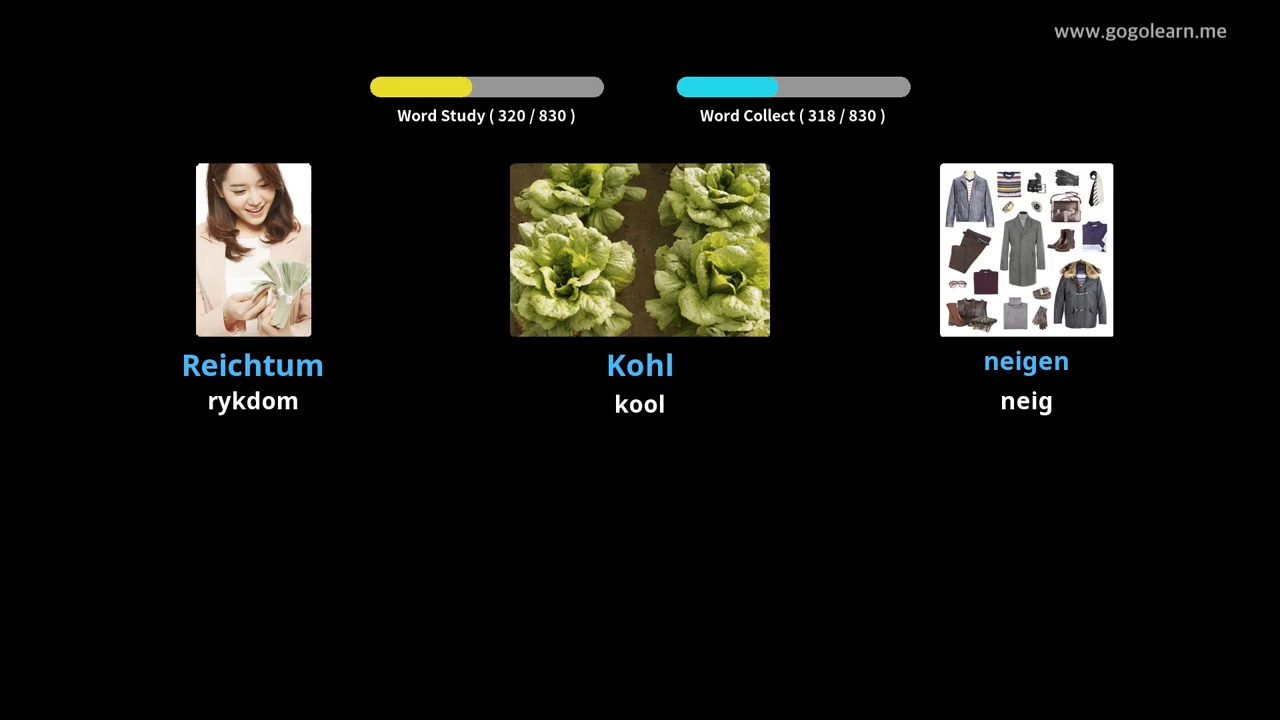 www.gogolearn.me
Word Study ( 320 / 830 )
Word Collect ( 318 / 830 )
Reichtum
rykdom
Kohl
kool
neigen
neig